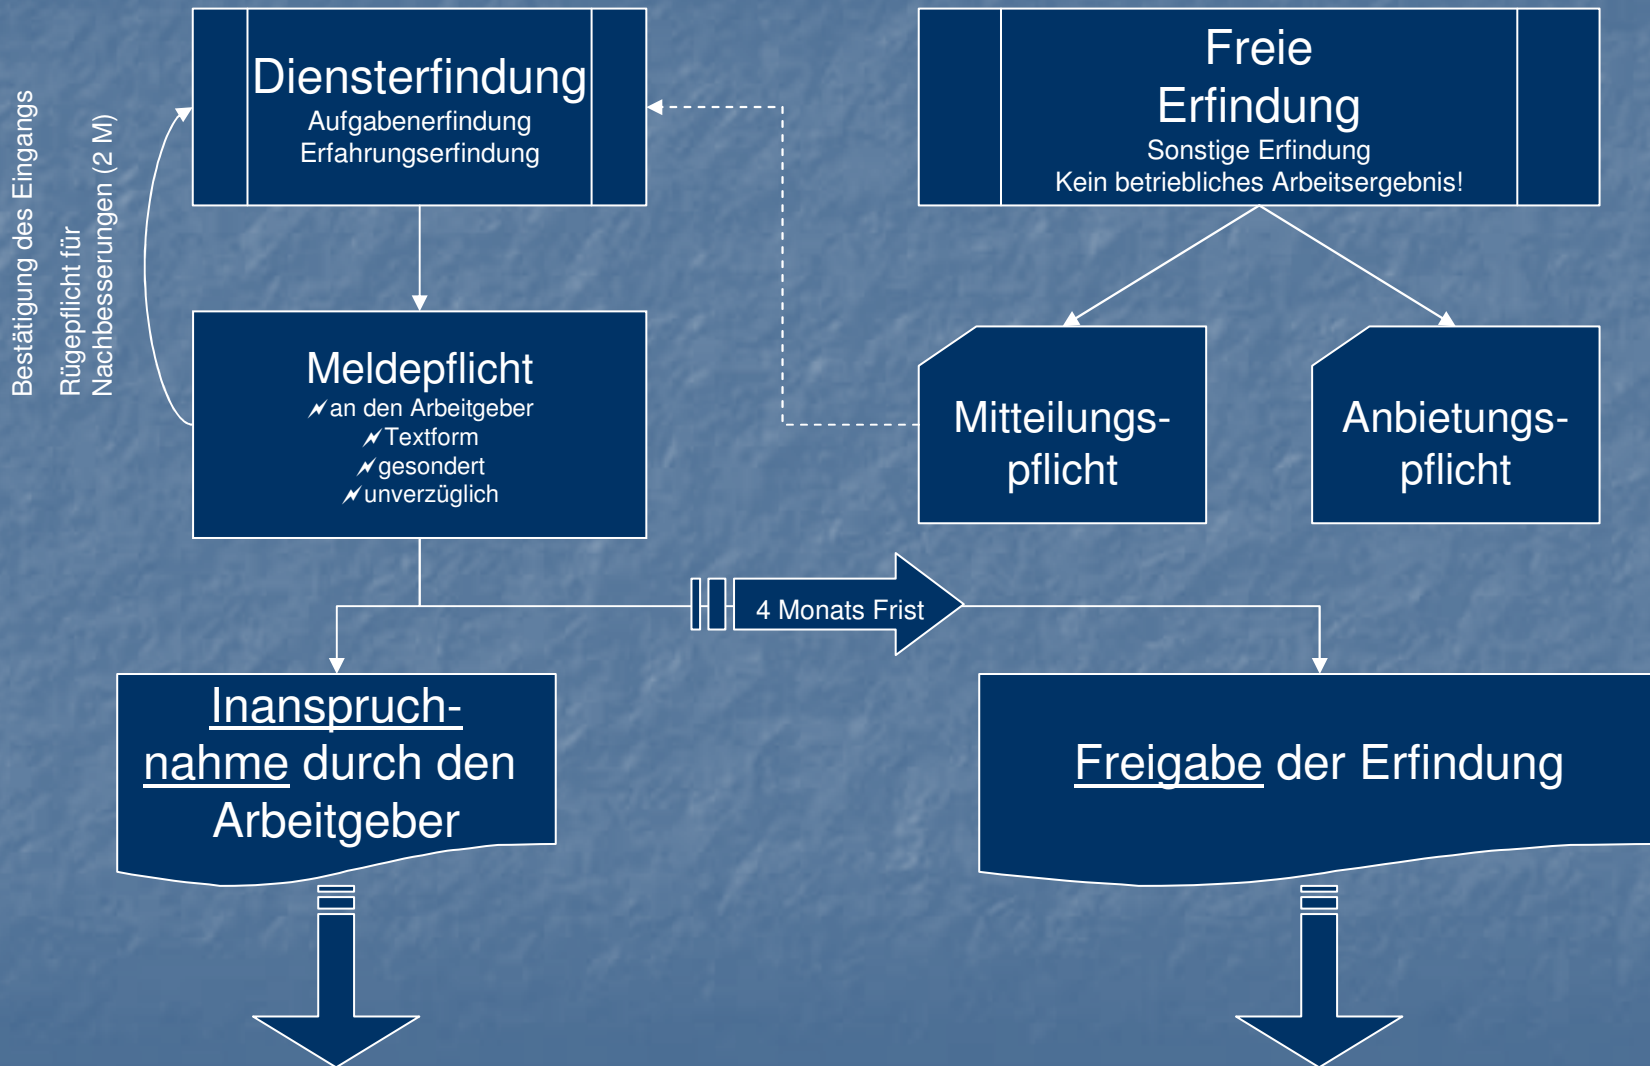 Diensterfindung
Aufgabenerfindung
Erfahrungserfindung
Freie
Erfindung
Sonstige Erfindung
Kein betriebliches Arbeitsergebnis!
Bestätigung des Eingangs
Rügepflicht für
Nachbesserungen (2 M)
Meldepflicht
an den Arbeitgeber
Textform
gesondert
unverzüglich
Mitteilungs-
pflicht
Anbietungs-
pflicht
4 Monats Frist
Inanspruch-
nahme durch den
Arbeitgeber
Freigabe der Erfindung